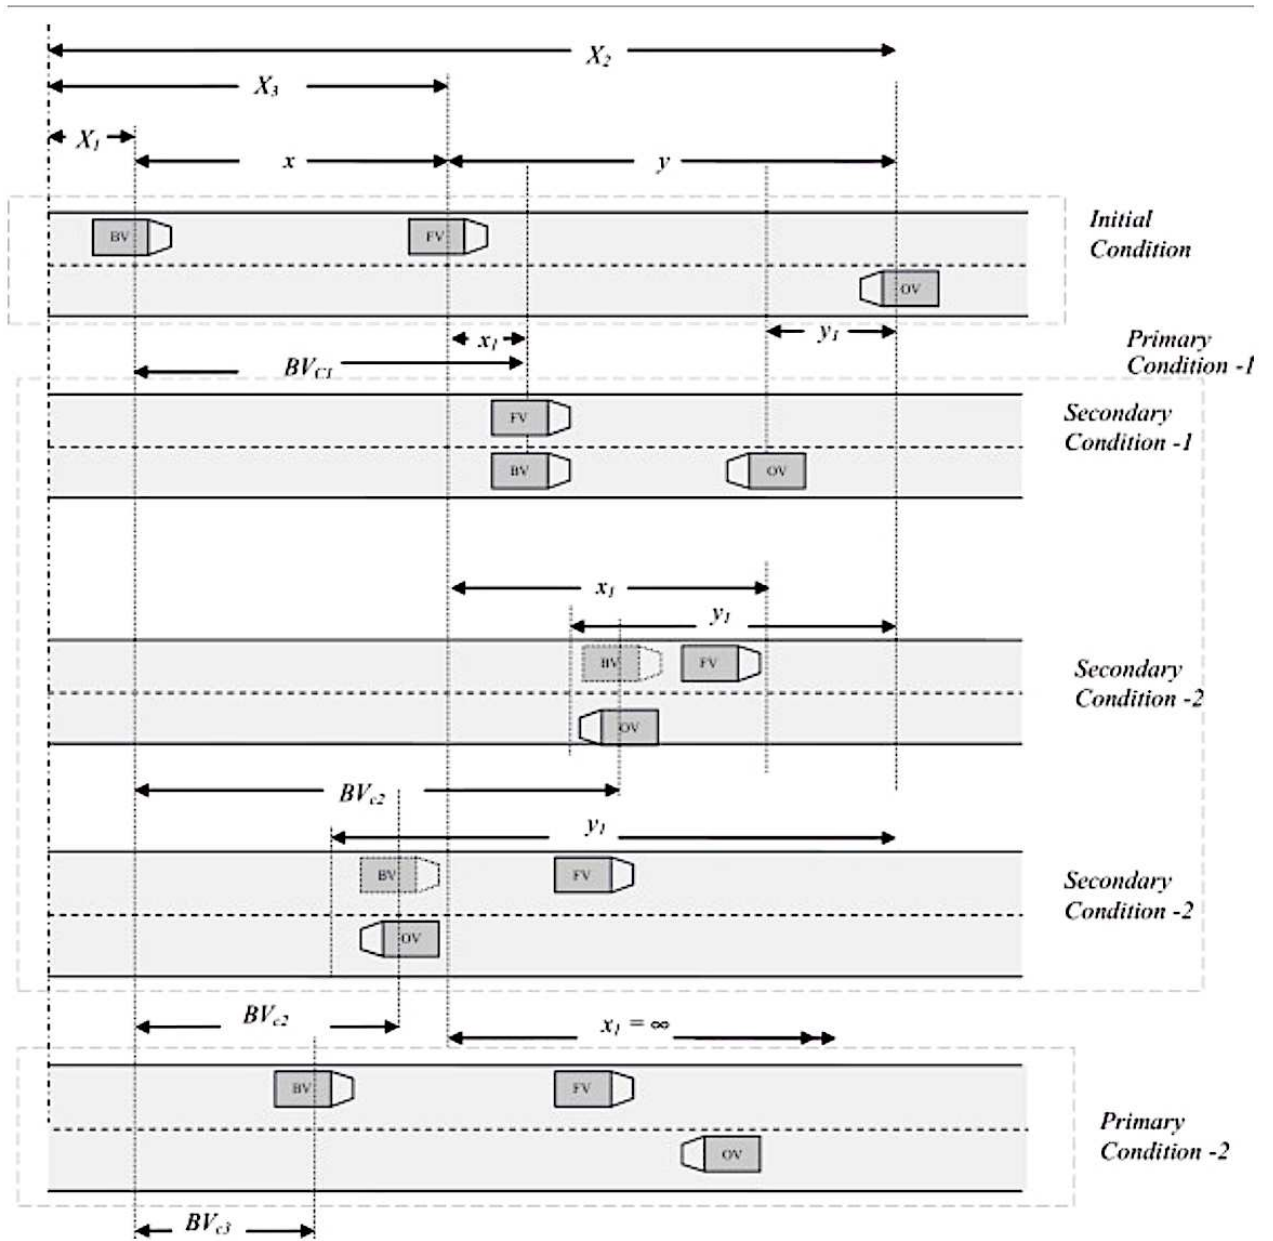 X2
X3
X1
x
y
BV
FV
Initial
Condition
OV
x1
y1
Primary
Condition -1
BVC1
FV
Secondary
Condition -1
BV
OV
x1
y1
BV
FV
Secondary
Condition -2
OV
BVc2
y1
BV
FV
Secondary
Condition -2
OV
BVc2
x1 = ∞
BV
FV
Primary
Condition -2
OV
BVc3